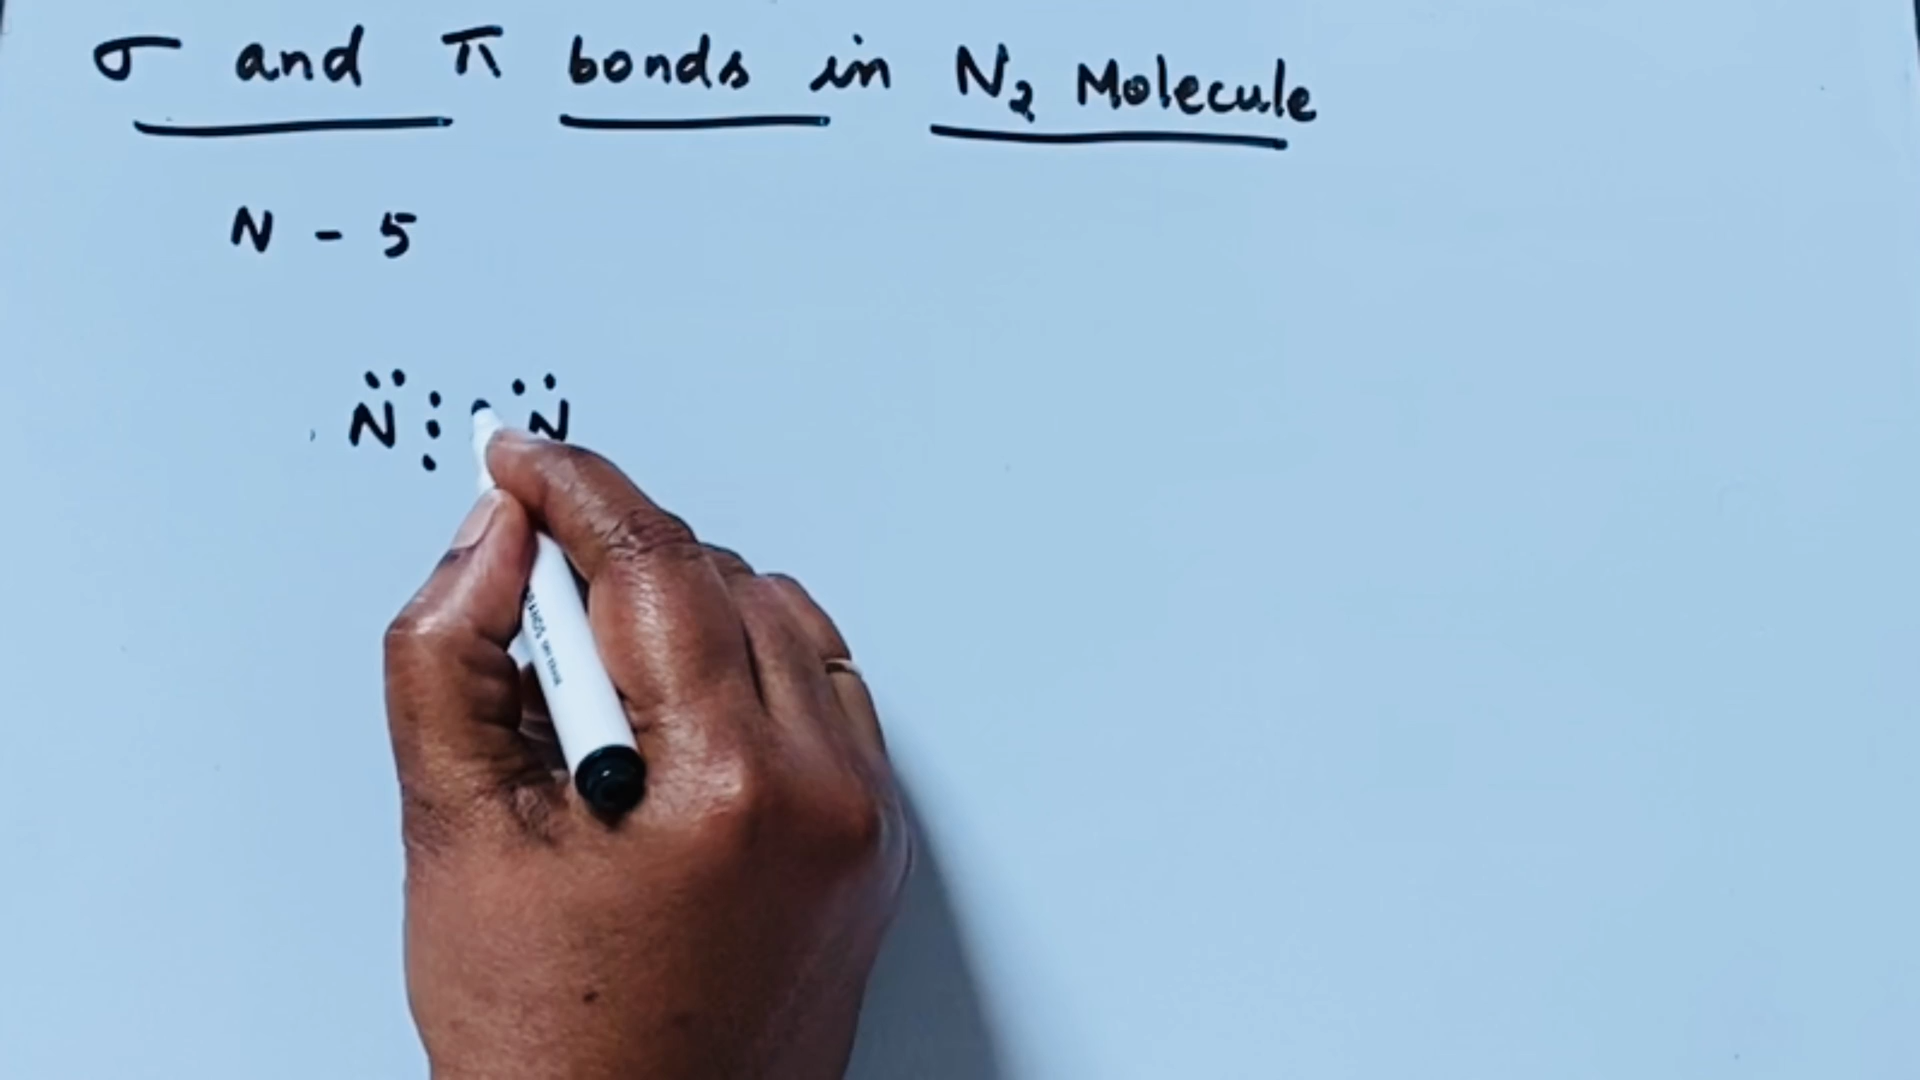 σ and π bonds in N₂ Molecule
N - 5
N N